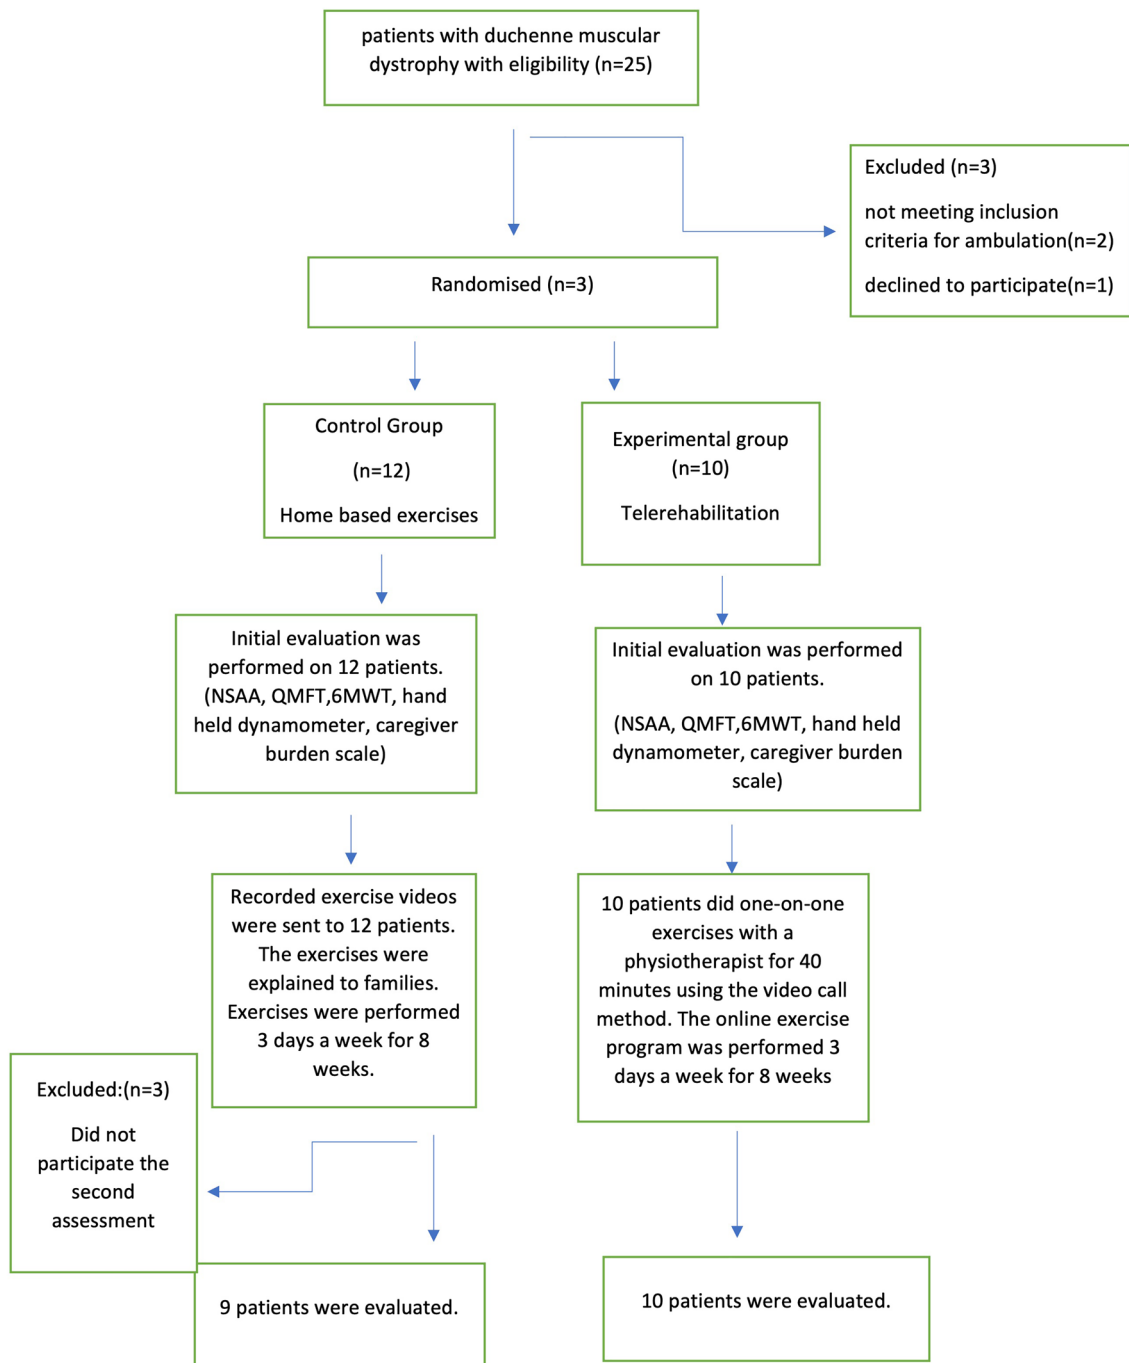 patients with duchenne muscular
dystrophy with eligibility (n=25)
Excluded (n=3)
not meeting inclusion
criteria for ambulation(n=2)
declined to participate(n=1)
Randomised (n=3)
Control Group
(n=12)
Home based exercises
Experimental group
(n=10)
Telerehabilitation
Initial evaluation was
performed on 12 patients.
(NSAA, QMFT,6MWT, hand
held dynamometer, caregiver
burden scale)
Initial evaluation was performed
on 10 patients.
(NSAA, QMFT,6MWT, hand held
dynamometer, caregiver burden
scale)
Recorded exercise videos
were sent to 12 patients.
The exercises were
explained to families.
Exercises were performed
3 days a week for 8
weeks.
10 patients did one-on-one
exercises with a
physiotherapist for 40
minutes using the video call
method. The online exercise
program was performed 3
days a week for 8 weeks
Excluded:(n=3)
Did not
participate the
second
assessment
9 patients were evaluated.
10 patients were evaluated.